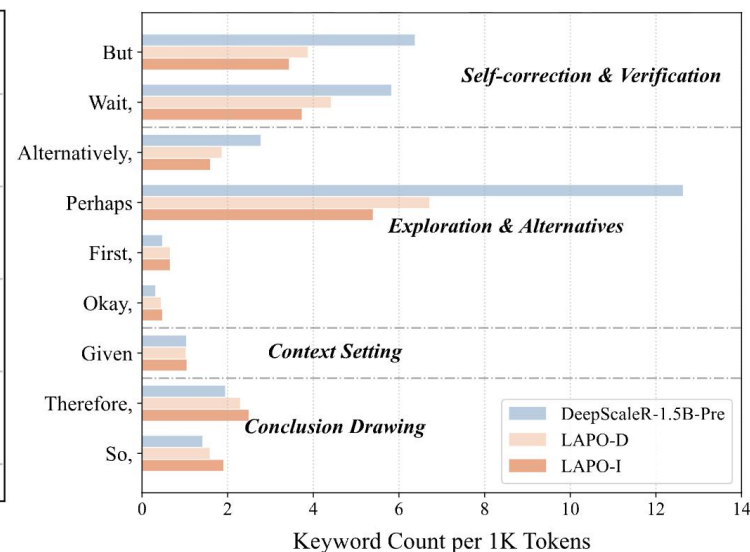 But
Self-correction & Verification
Wait,
Alternatively,
Perhaps
Exploration & Alternatives
First,
Okay,
Given
Context Setting
Therefore,
Conclusion Drawing
So,
DeepScaleR-1.5B-Pre
LAPO-D
LAPO-I
0 2 4 6 8 10 12 14
Keyword Count per 1K Tokens